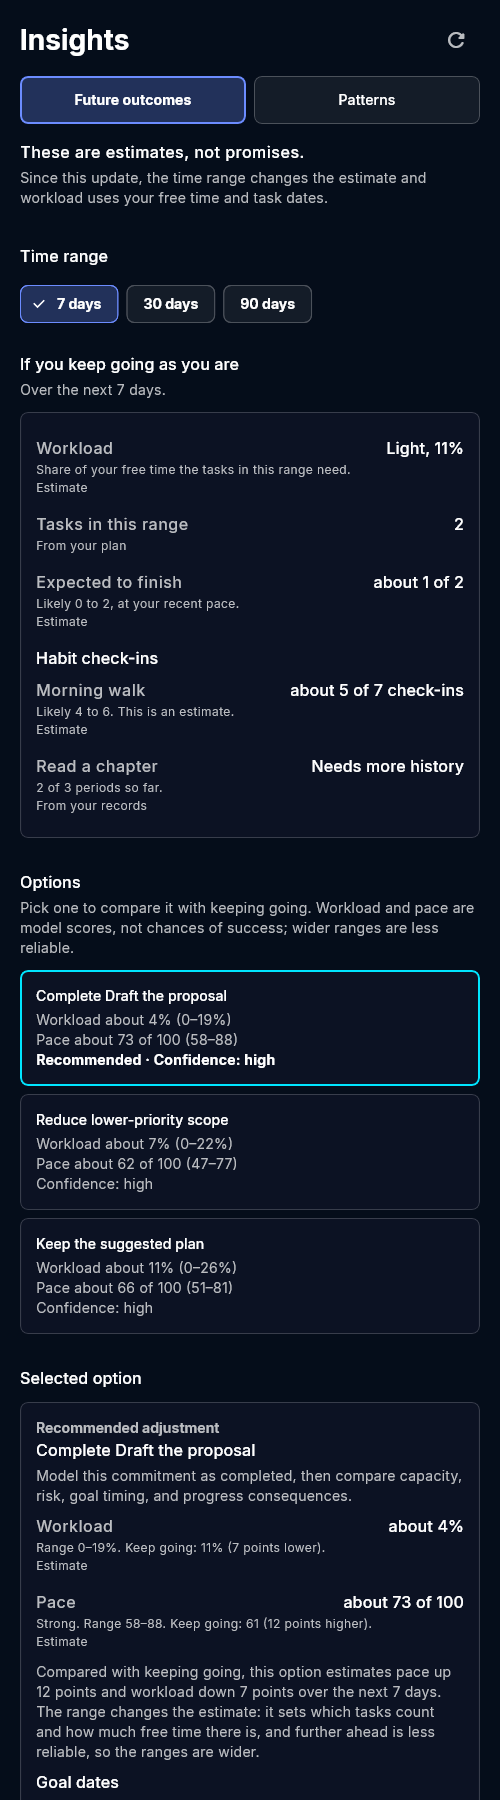 Insights
Future outcomes
Patterns
These are estimates, not promises.
Since this update, the time range changes the estimate and
workload uses your free time and task dates.
Time range
7 days
30 days
90 days
If you keep going as you are
Over the next 7 days.
Workload
Light, 11%
Share of your free time the tasks in this range need.
Estimate
Tasks in this range
2
From your plan
Expected to finish
about 1 of 2
Likely 0 to 2, at your recent pace.
Estimate
Habit check-ins
Morning walk
about 5 of 7 check-ins
Likely 4 to 6. This is an estimate.
Estimate
Read a chapter
Needs more history
2 of 3 periods so far.
From your records
Options
Pick one to compare it with keeping going. Workload and pace are
model scores, not chances of success; wider ranges are less
reliable.
Complete Draft the proposal
Workload about 4% (0–19%)
Pace about 73 of 100 (58–88)
Recommended · Confidence: high
Reduce lower-priority scope
Workload about 7% (0–22%)
Pace about 62 of 100 (47–77)
Confidence: high
Keep the suggested plan
Workload about 11% (0–26%)
Pace about 66 of 100 (51–81)
Confidence: high
Selected option
Recommended adjustment
Complete Draft the proposal
Model this commitment as completed, then compare capacity,
risk, goal timing, and progress consequences.
Workload
about 4%
Range 0–19%. Keep going: 11% (7 points lower).
Estimate
Pace
about 73 of 100
Strong. Range 58–88. Keep going: 61 (12 points higher).
Estimate
Compared with keeping going, this option estimates pace up
12 points and workload down 7 points over the next 7 days.
The range changes the estimate: it sets which tasks count
and how much free time there is, and further ahead is less
reliable, so the ranges are wider.
Goal dates